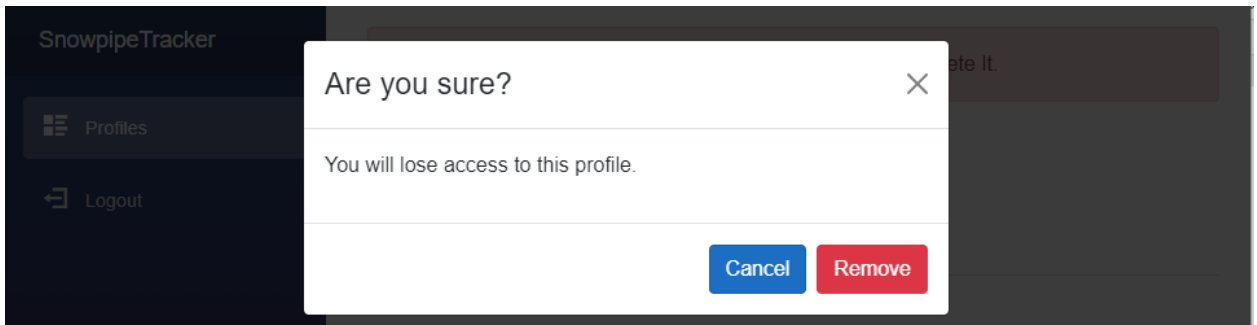 SnowpipeTracker
ete It.
Are you sure?
Profiles
You will lose access to this profile.
Logout
Cancel Remove